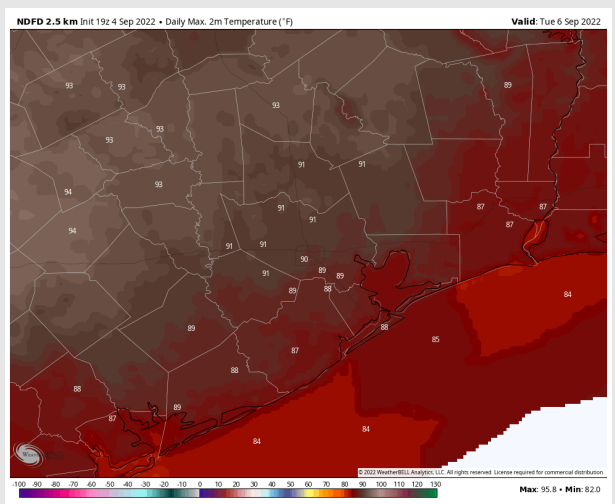 NDFD 2.5 km Init 19z 4 Sep 2022 • Daily Max. 2m Temperature (°F) Valid: Tue 6 Sep 2022
93 93 89
93
93 93
91 91
93
94
91 87 87
94 91 87
91 91
90
91 89 89
89 88 84
89 88
85
87
88
88
89
87
84 84
© 2022 WeatherBELL Analytics, LLC. All rights reserved. License required for commercial distribution.
-100 -90 -80 -70 -60 -50 -40 -30 -20 -10 0 10 20 30 40 50 60 70 80 90 100 110 120 130
Max: 95.8 • Min: 82.0